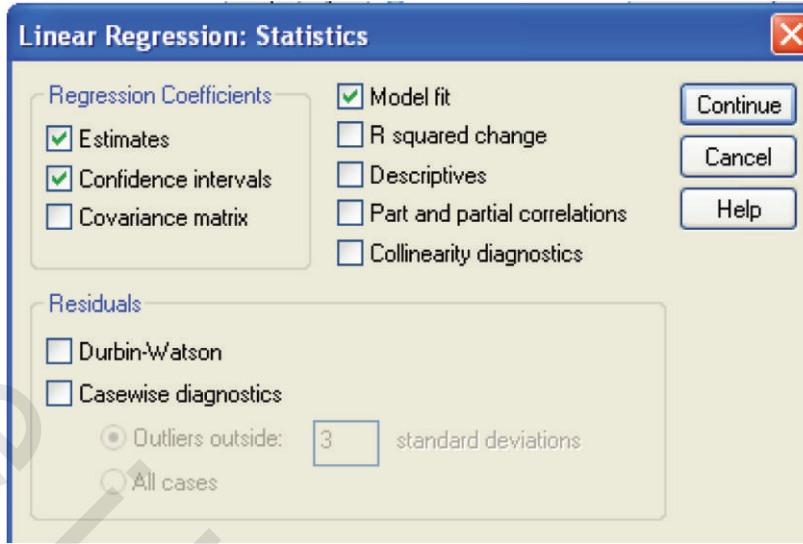 Linear Regression: Statistics
Regression Coefficients
Estimates
Confidence intervals
Covariance matrix
Model fit
R squared change
Descriptives
Part and partial correlations
Collinearity diagnostics
Continue
Cancel
Help
Residuals
Durbin-Watson
Casewise diagnostics
Outliers outside: 3 standard deviations
All cases